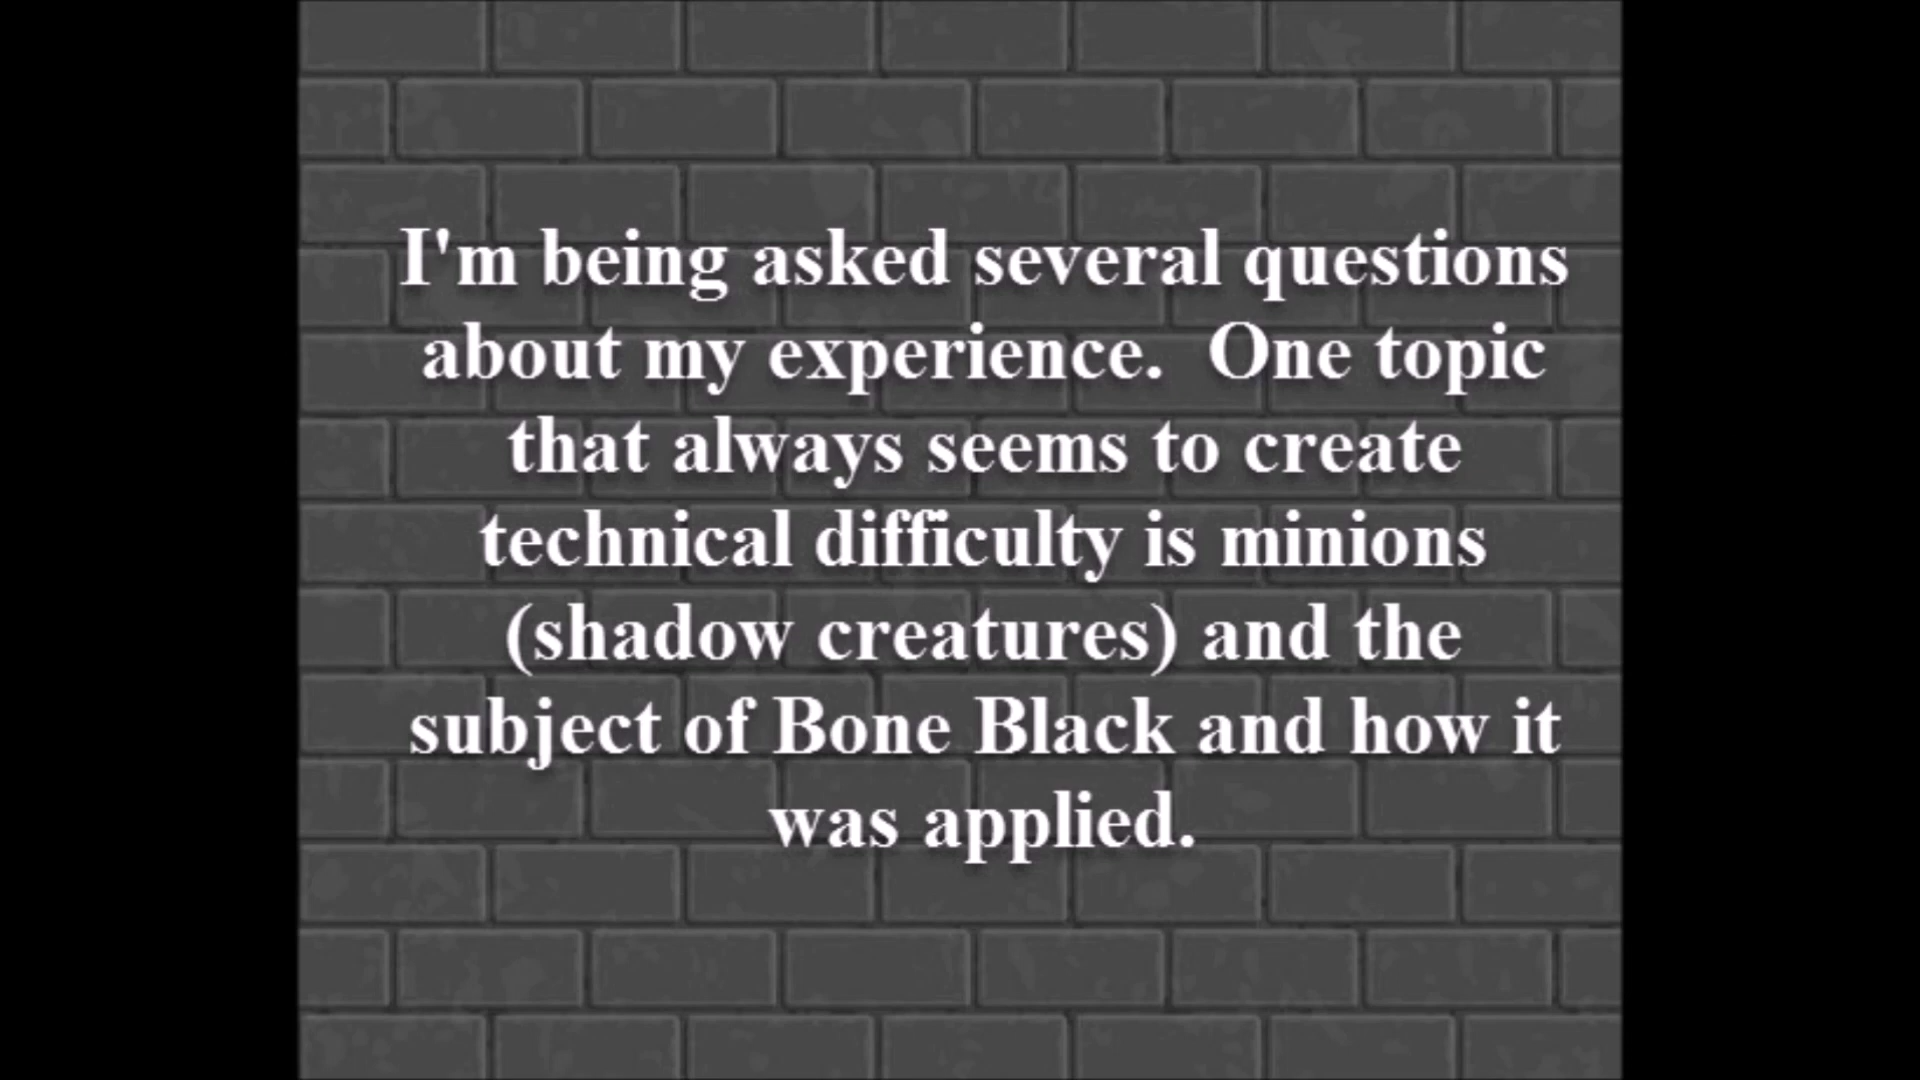 I'm being asked several questions
about my experience.  One topic
that always seems to create
technical difficulty is minions
(shadow creatures) and the
subject of Bone Black and how it
was applied.